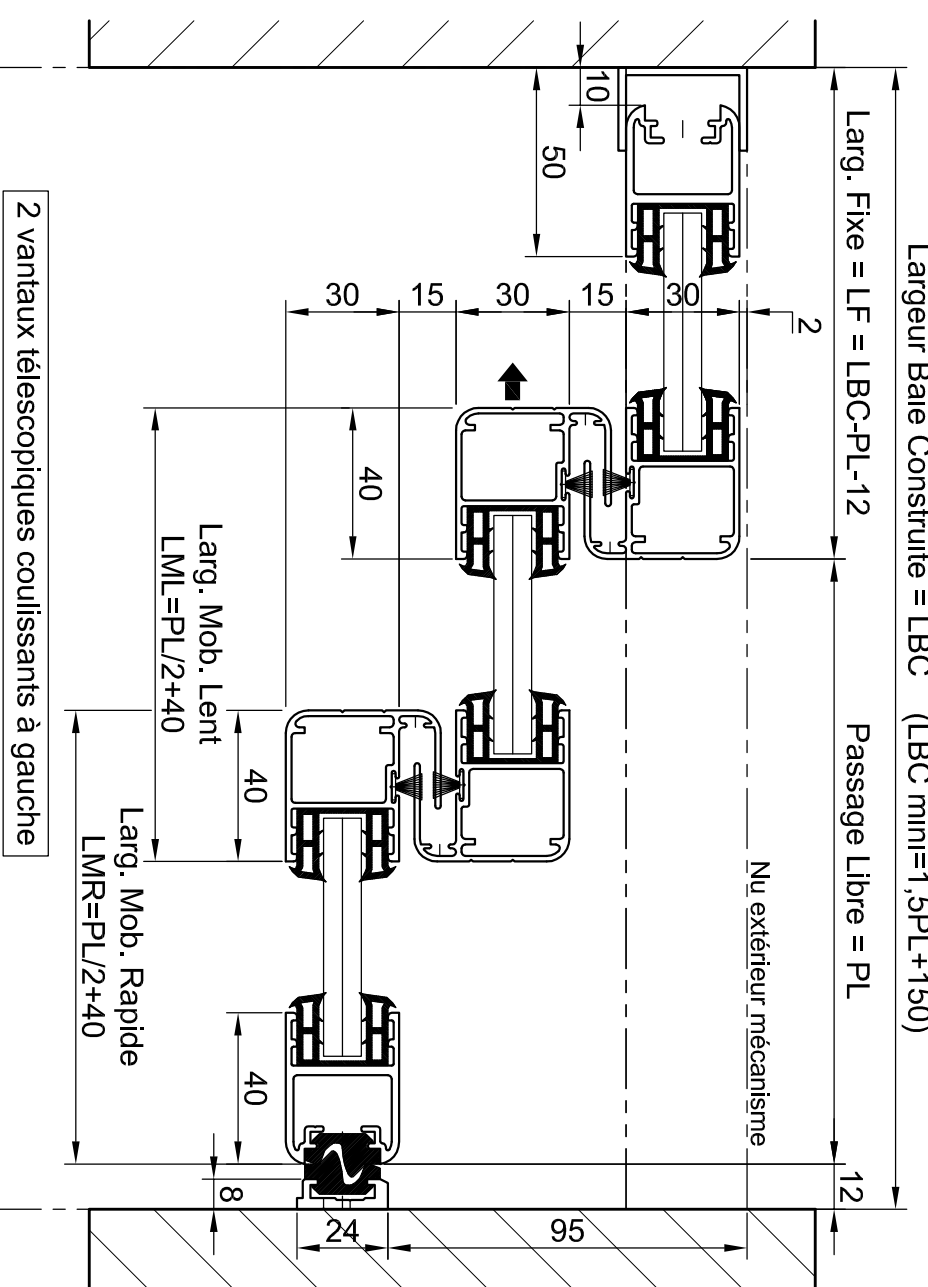 Largeur Baie Construite = LBC (LBC mini=1,5PL+150)
Larg. Fixe = LF = LBC-PL-12
Passage Libre = PL
12
10
50
2
Nu extérieur mécanisme
30
15
30
15
30
40
Larg. Mob. Lent
LML=PL/2+40
40
Larg. Mob. Rapide
LMR=PL/2+40
40
8
24
95
2 vantaux télescopiques coulissants à gauche